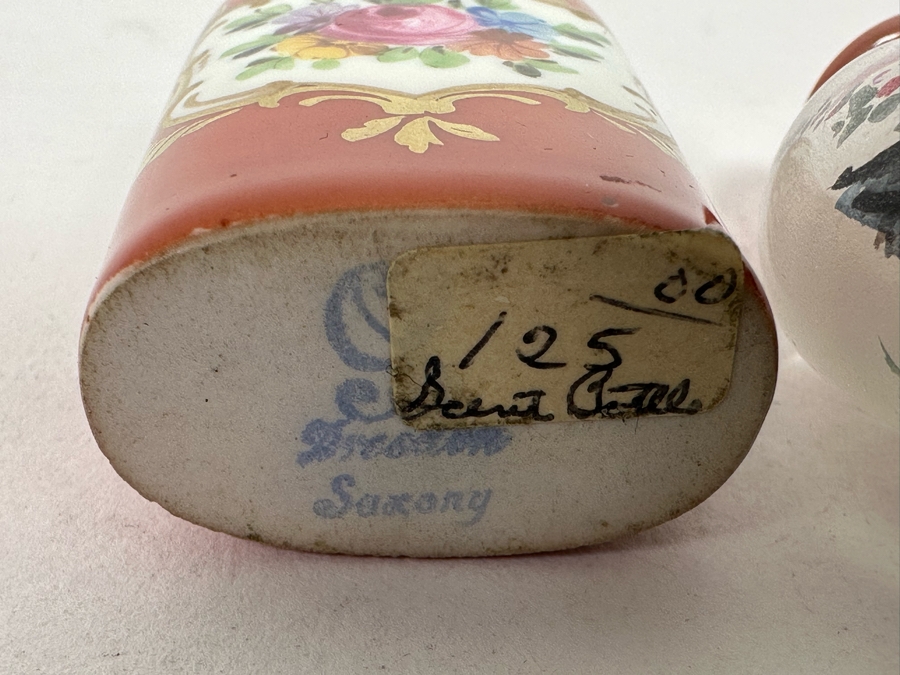 125 00
Scent Bottle
Dresden
Saxony